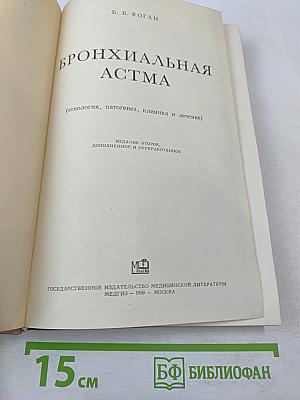 Б. Б. КОГАН
БРОНХИАЛЬНАЯ
АСТМА
(этиология, патогенез, клиника и лечение)
ИЗДАНИЕ ВТОРОЕ,
ДОПОЛНЕННОЕ И ПЕРЕРАБОТАННОЕ
ГОСУДАРСТВЕННОЕ ИЗДАТЕЛЬСТВО МЕДИЦИНСКОЙ ЛИТЕРАТУРЫ
МЕДГИЗ — МОСКВА
15 см
БФ БИБЛИОФАН